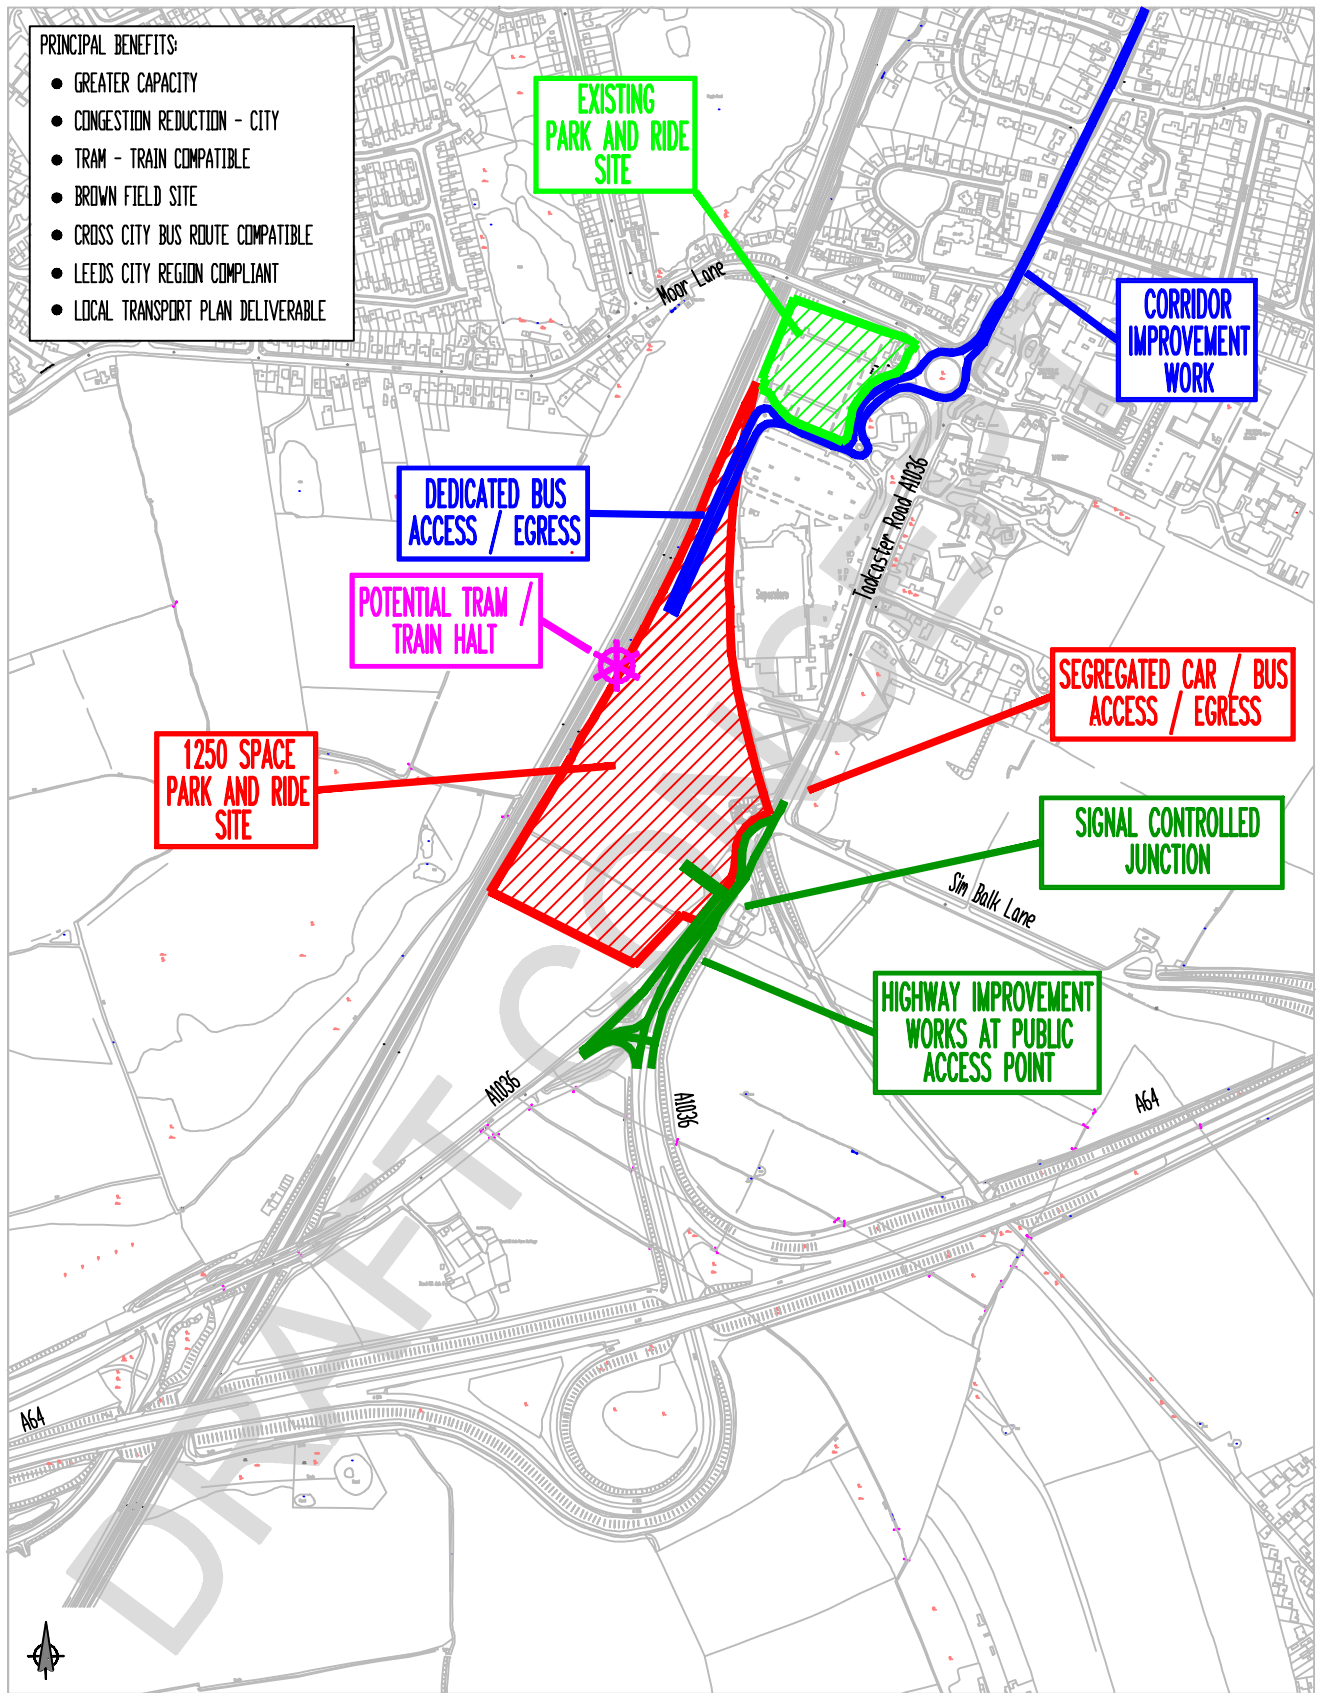 PRINCIPAL BENEFITS:
● GREATER CAPACITY
● CONGESTION REDUCTION - CITY
● TRAM - TRAIN COMPATIBLE
● BROWN FIELD SITE
● CROSS CITY BUS ROUTE COMPATIBLE
● LEEDS CITY REGION COMPLIANT
● LOCAL TRANSPORT PLAN DELIVERABLE
EXISTING
PARK AND RIDE
SITE
Moor Lane
CORRIDOR
IMPROVEMENT
WORK
DEDICATED BUS
ACCESS / EGRESS
Tadcaster Road A1036
POTENTIAL TRAM /
TRAIN HALT
Superstore
SEGREGATED CAR / BUS
ACCESS / EGRESS
1250 SPACE
PARK AND RIDE
SITE
SIGNAL CONTROLLED
JUNCTION
Sim Balk Lane
HIGHWAY IMPROVEMENT
WORKS AT PUBLIC
ACCESS POINT
A1036
A1036
A64
A64
DRAFT